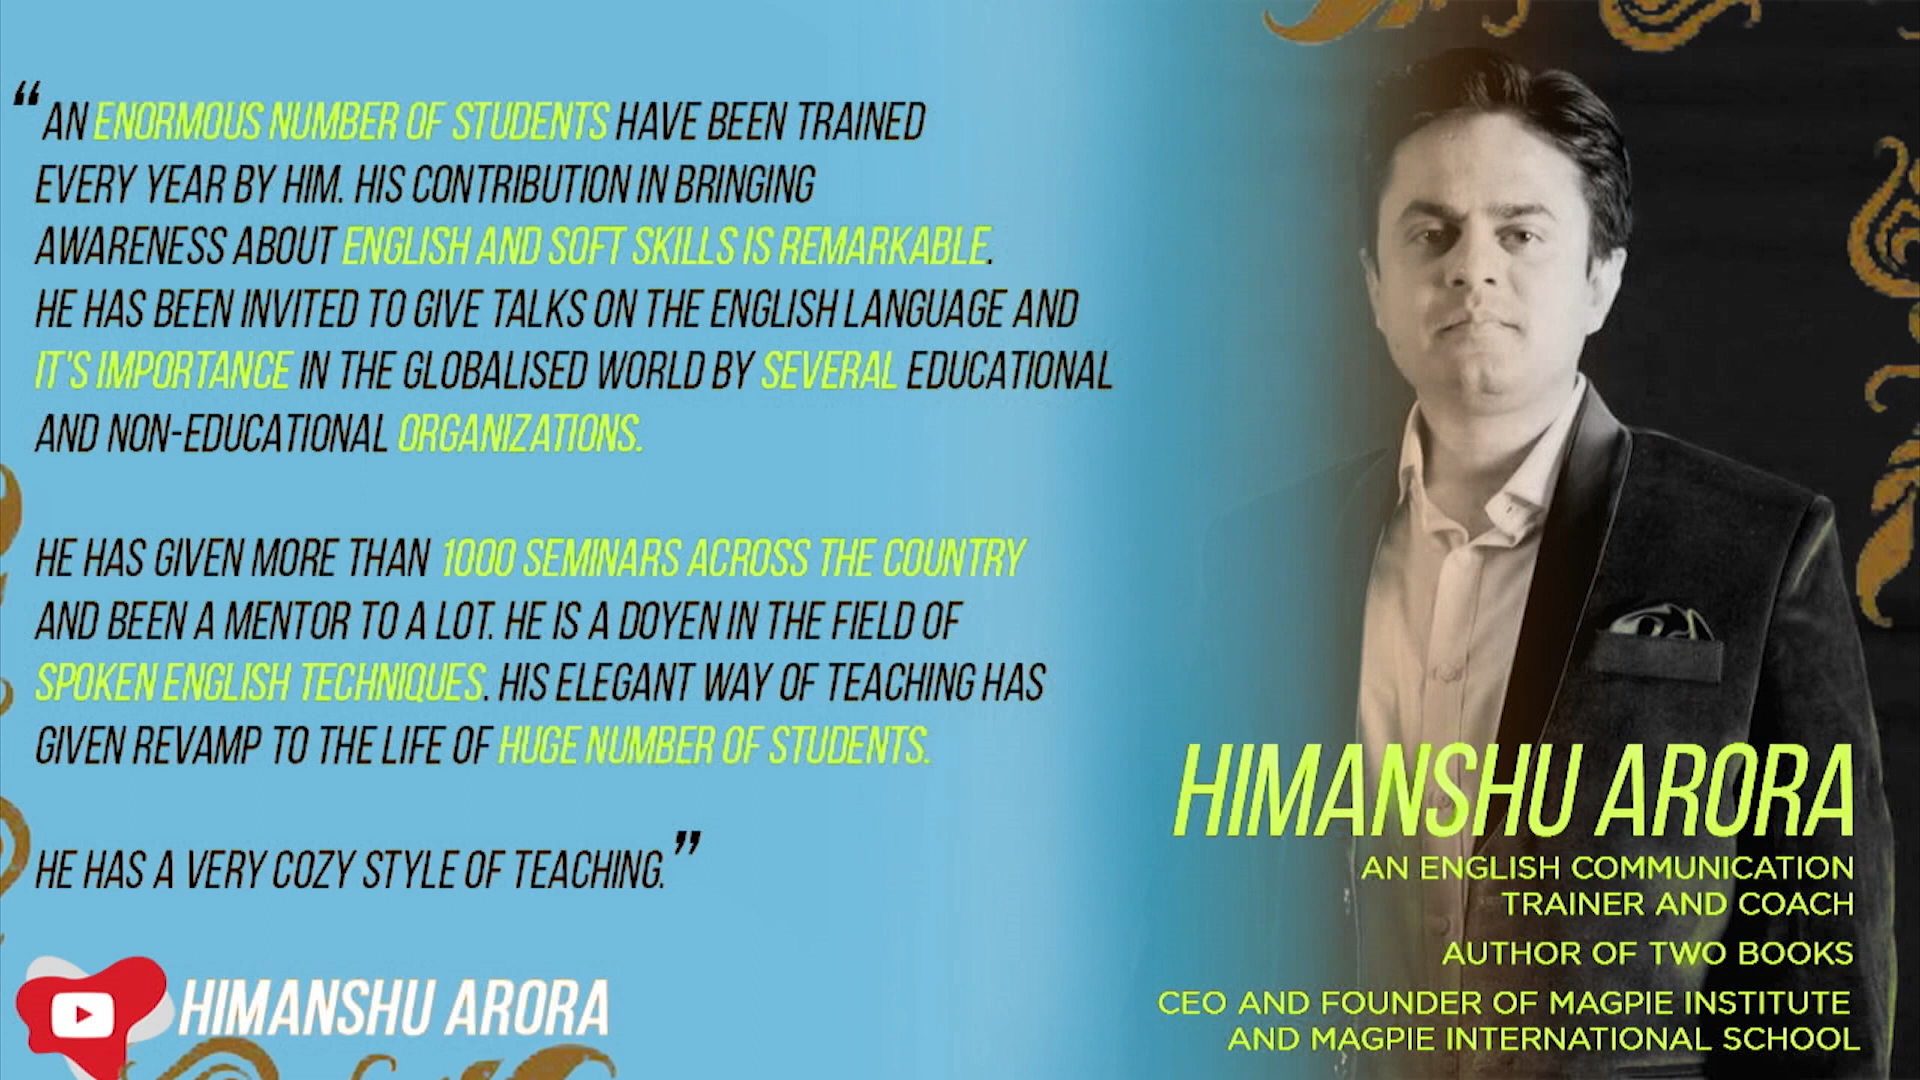 “AN ENORMOUS NUMBER OF STUDENTS HAVE BEEN TRAINED
EVERY YEAR BY HIM. HIS CONTRIBUTION IN BRINGING
AWARENESS ABOUT ENGLISH AND SOFT SKILLS IS REMARKABLE.
HE HAS BEEN INVITED TO GIVE TALKS ON THE ENGLISH LANGUAGE AND
IT'S IMPORTANCE IN THE GLOBALISED WORLD BY SEVERAL EDUCATIONAL
AND NON-EDUCATIONAL ORGANIZATIONS.
HE HAS GIVEN MORE THAN 1000 SEMINARS ACROSS THE COUNTRY
AND BEEN A MENTOR TO A LOT. HE IS A DOYEN IN THE FIELD OF
SPOKEN ENGLISH TECHNIQUES. HIS ELEGANT WAY OF TEACHING HAS
GIVEN REVAMP TO THE LIFE OF HUGE NUMBER OF STUDENTS.
HE HAS A VERY COZY STYLE OF TEACHING.”
HIMANSHU ARORA
HIMANSHU ARORA
AN ENGLISH COMMUNICATION
TRAINER AND COACH
AUTHOR OF TWO BOOKS
CEO AND FOUNDER OF MAGPIE INSTITUTE
AND MAGPIE INTERNATIONAL SCHOOL